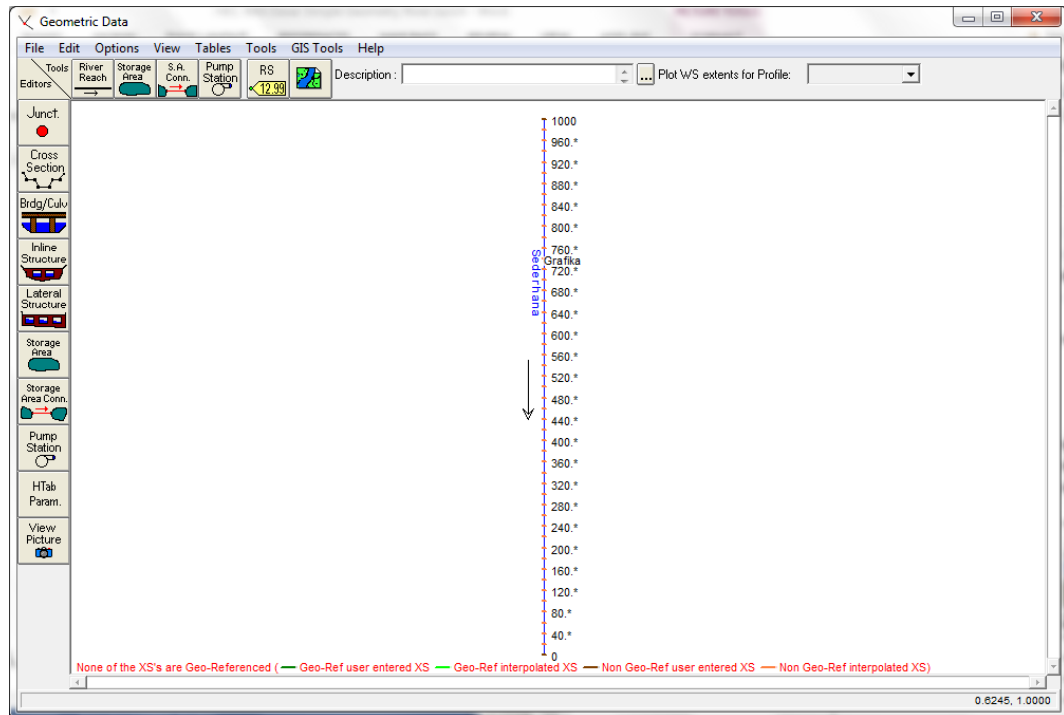 Geometric Data
File Edit Options View Tables Tools GIS Tools Help
Tools
Editors
River
Reach
Storage
Area
S.A.
Conn.
Pump
Station
RS
12.99
Description :
...
Plot WS extents for Profile:
Junct.
Cross
Section
Brdg/Culv
Inline
Structure
Lateral
Structure
Storage
Area
Storage
Area Conn.
Pump
Station
HTab
Param.
View
Picture
1000
960.*
920.*
880.*
840.*
800.*
760.*
Grafika
720.*
680.*
640.*
600.*
560.*
520.*
480.*
440.*
400.*
360.*
320.*
280.*
240.*
200.*
160.*
120.*
80.*
40.*
0
Sederhana
None of the XS's are Geo-Referenced ( — Geo-Ref user entered XS — Geo-Ref interpolated XS — Non Geo-Ref user entered XS — Non Geo-Ref interpolated XS)
0.6245, 1.0000